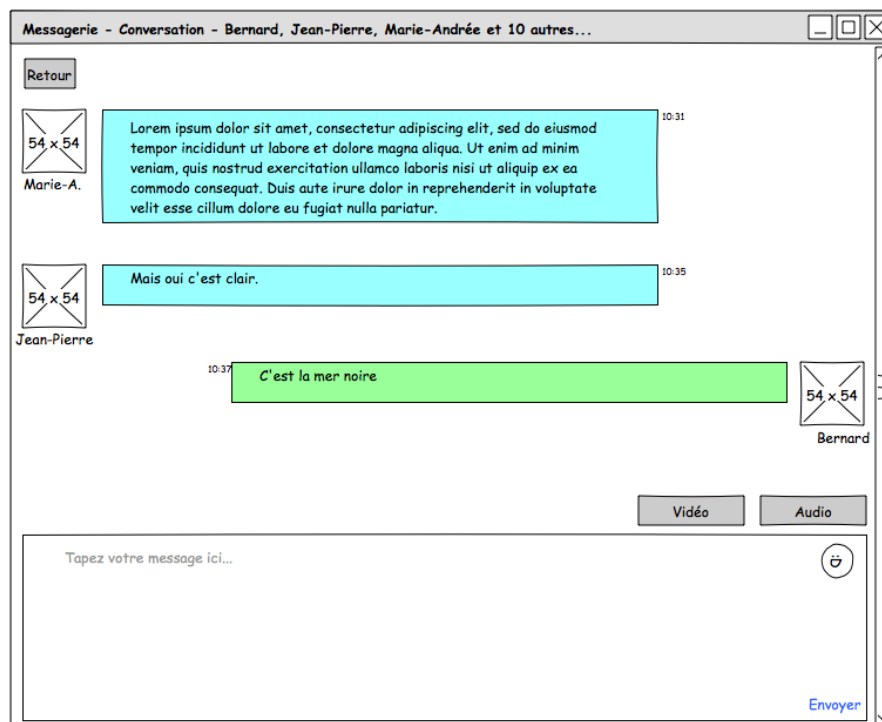 Messagerie - Conversation - Bernard, Jean-Pierre, Marie-Andrée et 10 autres...
Retour
54 x 54
Marie-A.
Lorem ipsum dolor sit amet, consectetur adipiscing elit, sed do eiusmod
tempor incididunt ut labore et dolore magna aliqua. Ut enim ad minim
veniam, quis nostrud exercitation ullamco laboris nisi ut aliquip ex ea
commodo consequat. Duis aute irure dolor in reprehenderit in voluptate
velit esse cillum dolore eu fugiat nulla pariatur.
10:31
54 x 54
Jean-Pierre
Mais oui c'est clair.
10:35
10:37
C'est la mer noire
54 x 54
Bernard
Vidéo
Audio
Tapez votre message ici...
Envoyer